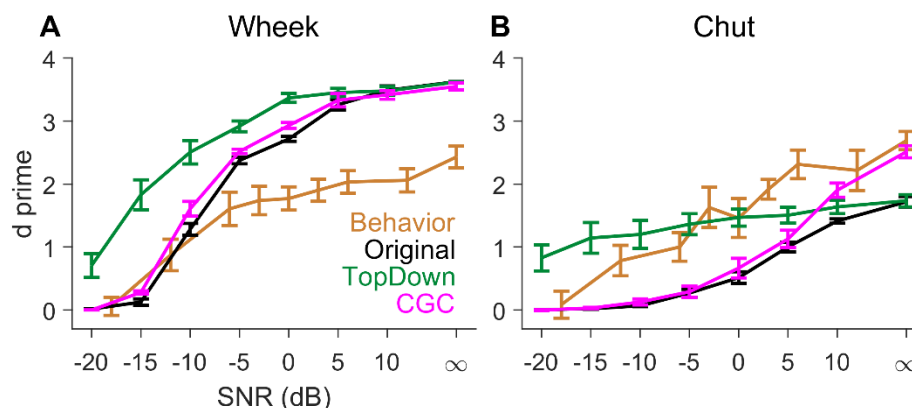 A Wheek
B Chut
d prime
4
3
2
1
0
Behavior
Original
TopDown
CGC
-20 -15 -10 -5 0 5 10 ∞
SNR (dB)
4
3
2
1
0
-20 -15 -10 -5 0 5 10 ∞